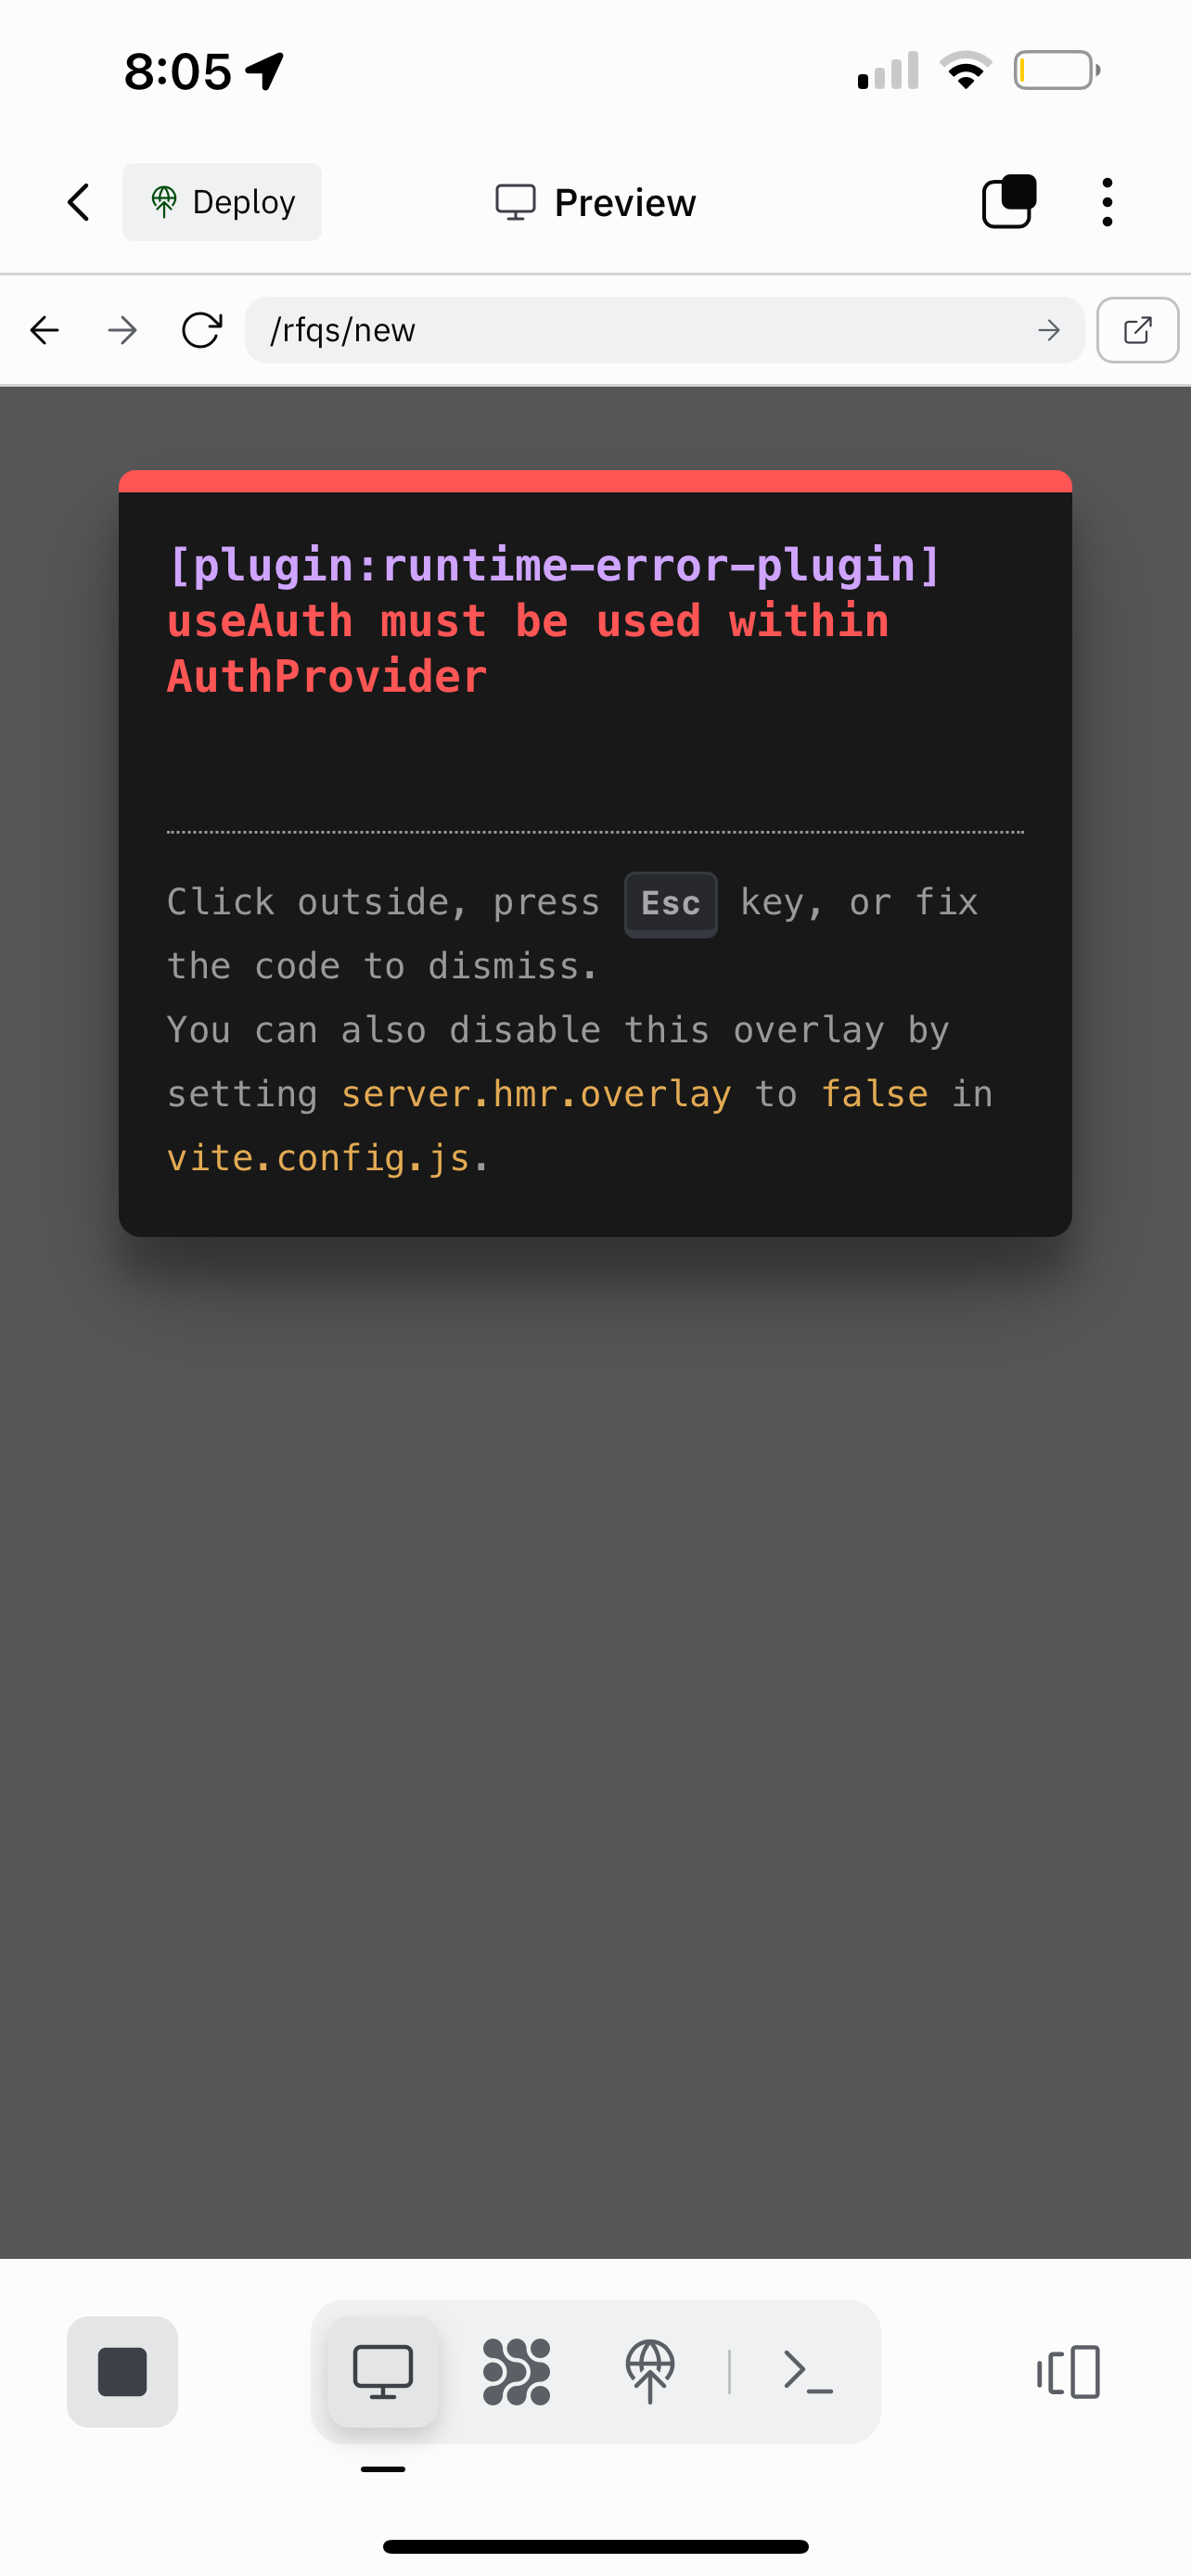 8:05
Deploy
Preview
/rfqs/new
[plugin:runtime-error-plugin]
useAuth must be used within
AuthProvider
Click outside, press Esc key, or fix
the code to dismiss.
You can also disable this overlay by
setting server.hmr.overlay to false in
vite.config.js.